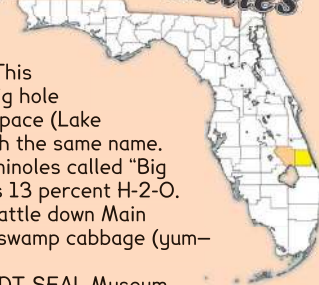 This
g hole
pace (Lake
h the same name.
minoles called “Big
s 13 percent H-2-O.
attle down Main
swamp cabbage (yum–
DT SEAL Museum